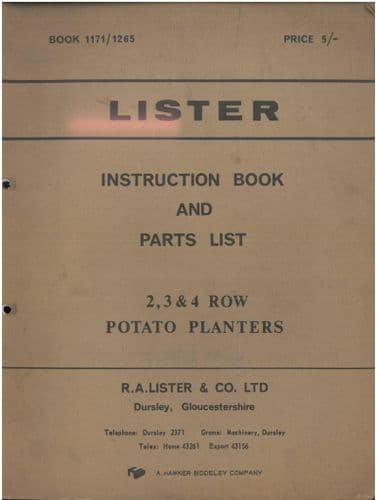 BOOK 1171/1265 PRICE 5/-
LISTER
INSTRUCTION BOOK
AND
PARTS LIST
2,3 & 4 ROW
POTATO PLANTERS
R.A.LISTER & CO. LTD
Dursley, Gloucestershire
Telephone: Dursley 2371 Grams: Machinery, Dursley
Telex: Home 43261 Export 43156
A HAWKER SIDDELEY COMPANY